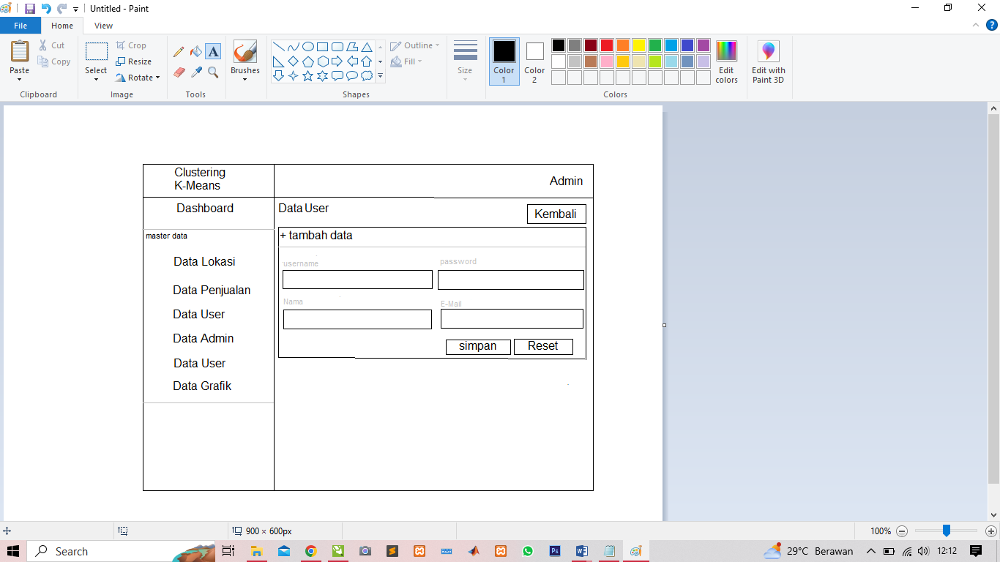 Untitled - Paint
File Home View
Paste
Cut
Copy
Clipboard
Select
Crop
Resize
Rotate
Image
A
Tools
Brushes
Outline
Fill
Shapes
Size
Color 1
Color 2
Edit colors
Colors
Edit with Paint 3D
Clustering
K-Means
Admin
Dashboard
Data User
Kembali
master data
+ tambah data
Data Lokasi
username
password
Data Penjualan
Nama
E-Mail
Data User
Data Admin
simpan
Reset
Data User
Data Grafik
900 × 600px
100%
Search
Ps
W
29°C Berawan
12:12